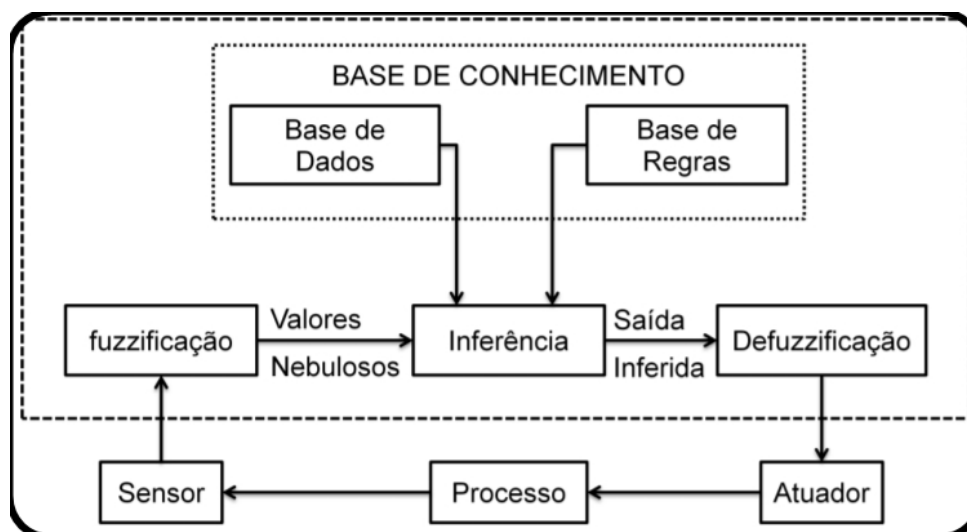 BASE DE CONHECIMENTO
Base de
Dados
Base de
Regras
fuzzificação
Valores
Nebulosos
Inferência
Saída
Inferida
Defuzzificação
Sensor
Processo
Atuador